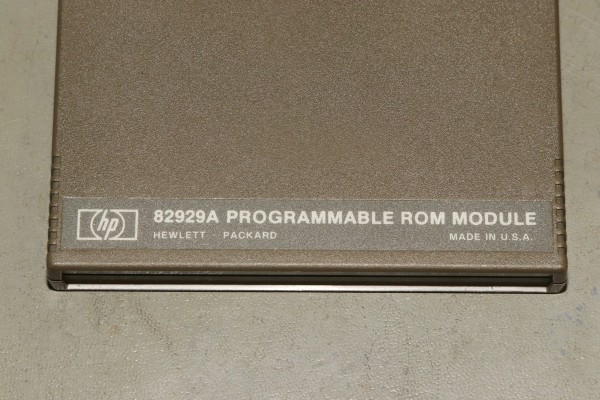 hp 82929A PROGRAMMABLE ROM MODULE
HEWLETT · PACKARD MADE IN U.S.A.